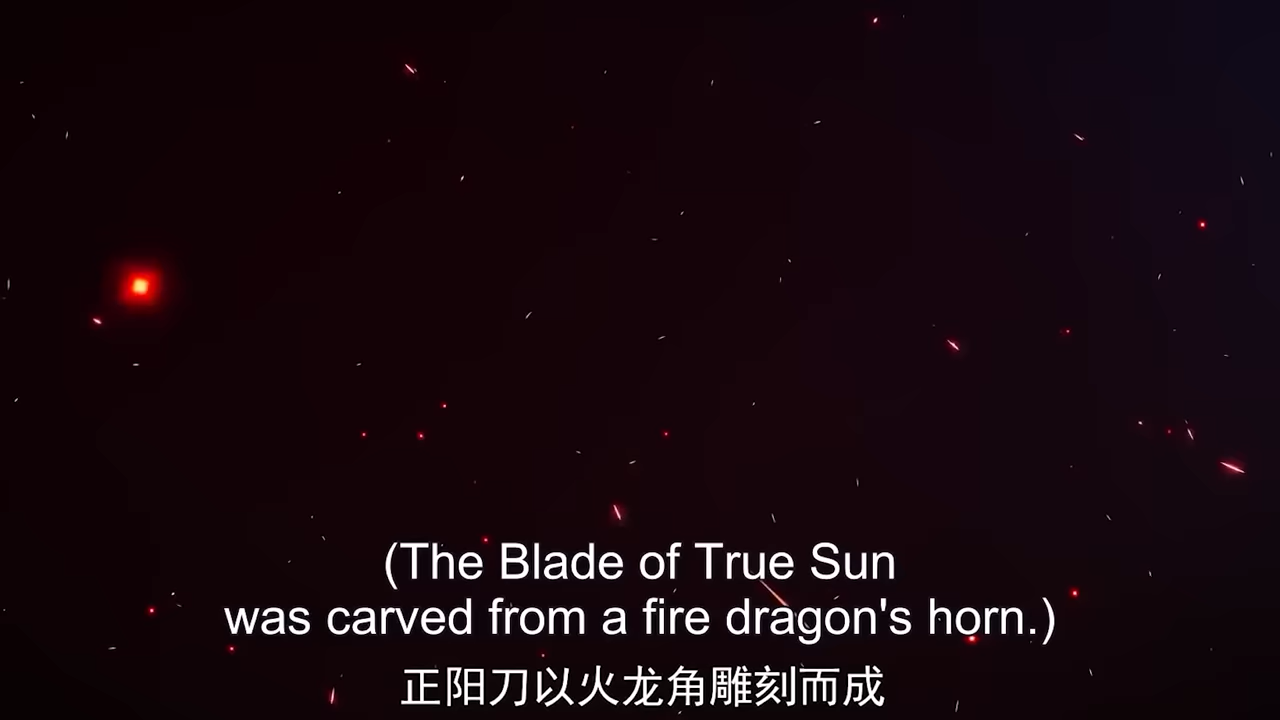 (The Blade of True Sun
was carved from a fire dragon's horn.)
正阳刀以火龙角雕刻而成